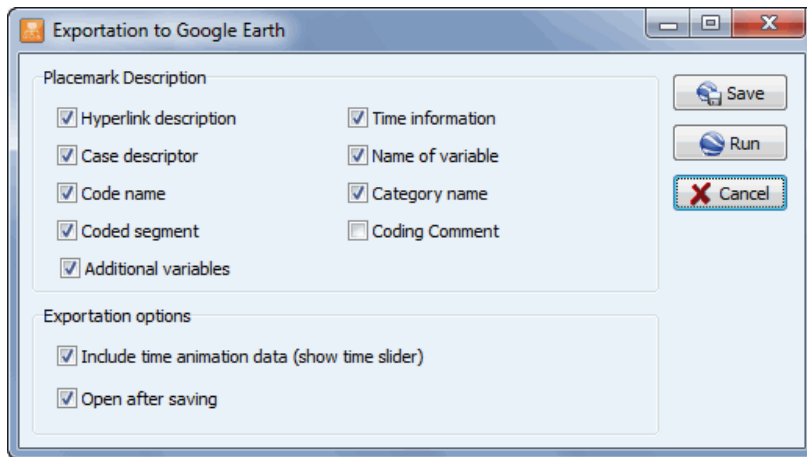 Exportation to Google Earth
Placemark Description
Hyperlink description
Time information
Case descriptor
Name of variable
Code name
Category name
Coded segment
Coding Comment
Additional variables
Exportation options
Include time animation data (show time slider)
Open after saving
Save
Run
Cancel